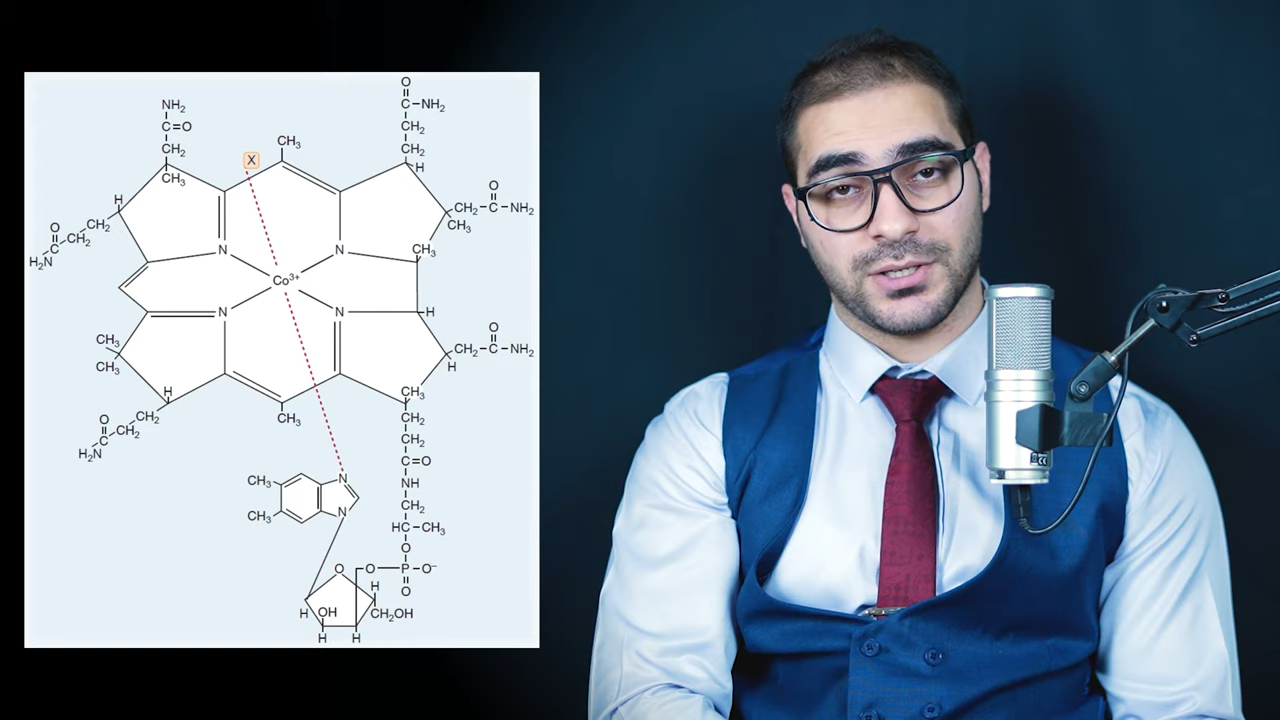 O
NH₂
C–NH₂
C=O
CH₂
CH₃
CH₂
X
CH₂
H
CH₃
O
H
CH₂–C–NH₂
CH₃
O
CH₂
CH₂
C
H₂N
N
N
CH₃
Co³⁺
N
N
H
O
CH₃
CH₂–C–NH₂
CH₃
H
H
CH₃
CH₂
CH₂
O
CH₂
C
H₂N
CH₃
CH₂
C=O
CH₃
N
NH
CH₃
N
CH₂
HC–CH₃
O
O
O
P–O⁻
H
O
H
OH
CH₂OH
H
H